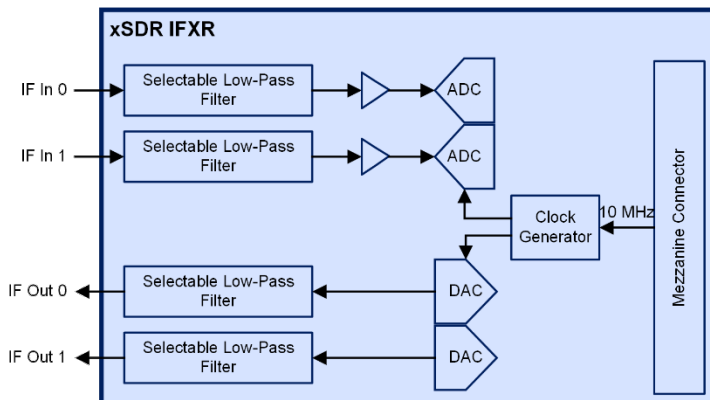 xSDR IFXR
IF In 0
Selectable Low-Pass
Filter
ADC
IF In 1
Selectable Low-Pass
Filter
ADC
Clock
Generator
10 MHz
Mezzanine Connector
IF Out 0
Selectable Low-Pass
Filter
DAC
IF Out 1
Selectable Low-Pass
Filter
DAC